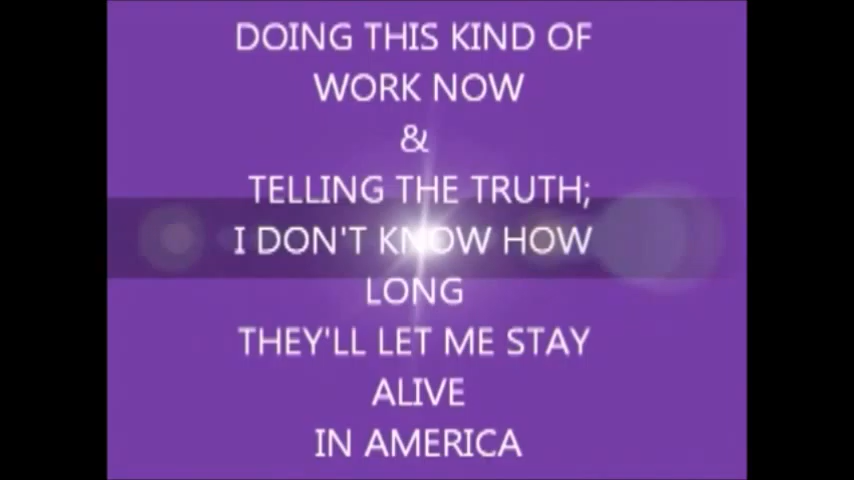 DOING THIS KIND OF
WORK NOW
&
TELLING THE TRUTH;
I DON'T KNOW HOW
LONG
THEY'LL LET ME STAY
ALIVE
IN AMERICA